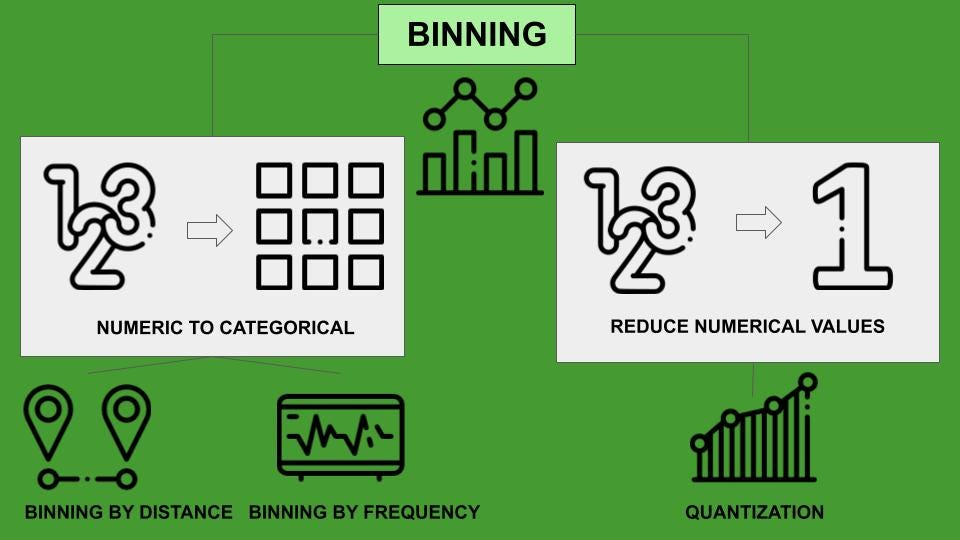 BINNING
NUMERIC TO CATEGORICAL
REDUCE NUMERICAL VALUES
BINNING BY DISTANCE
BINNING BY FREQUENCY
QUANTIZATION